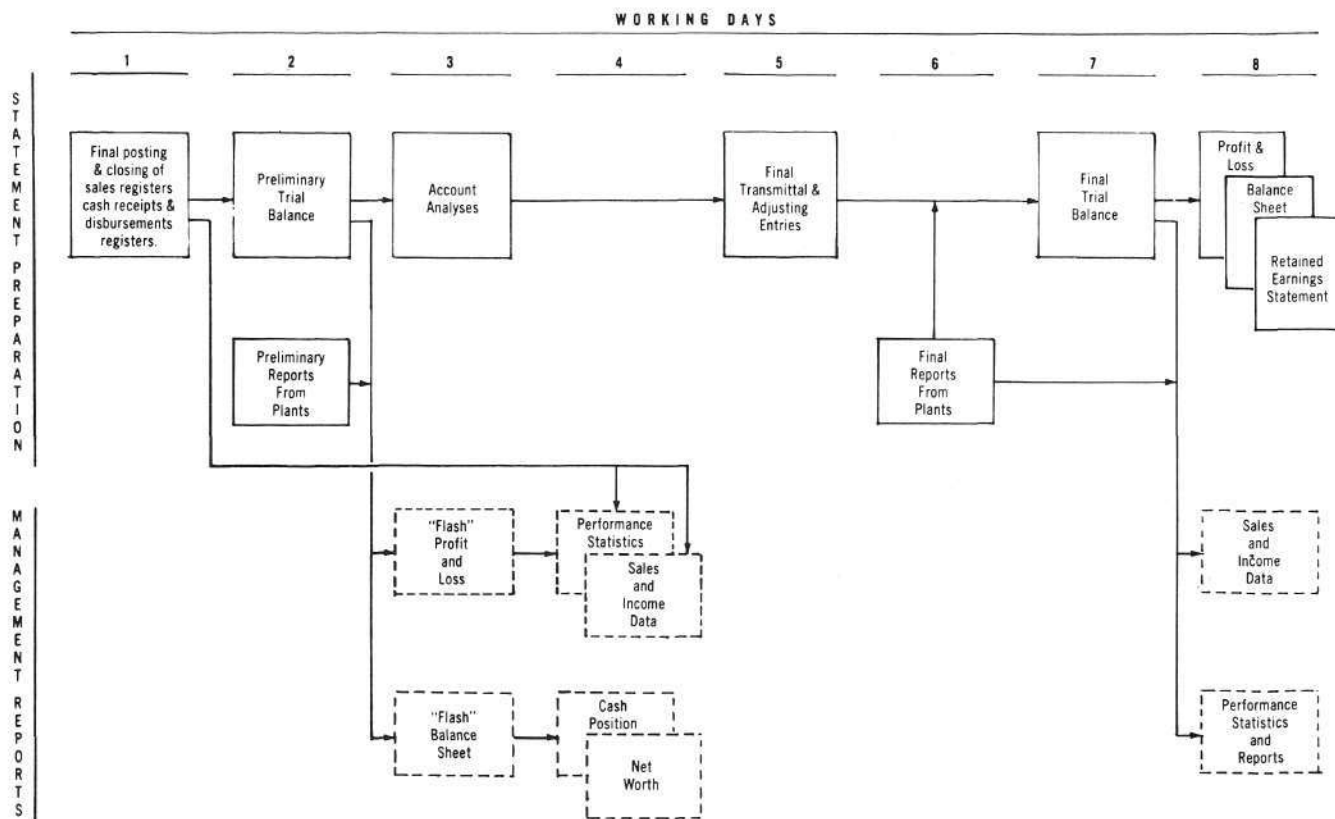 WORKING DAYS
1 2 3 4 5 6 7 8
STATEMENT PREPARATION
Final posting
& closing of
sales registers
cash receipts &
disbursements
registers.
Preliminary
Trial
Balance
Account
Analyses
Final
Transmittal &
Adjusting
Entries
Final
Trial
Balance
Profit &
Loss
Balance
Sheet
Retained
Earnings
Statement
Preliminary
Reports
From
Plants
Final
Reports
From
Plants
MANAGEMENT REPORTS
"Flash"
Profit
and
Loss
Performance
Statistics
Sales
and
Income
Data
Sales
and
Income
Data
"Flash"
Balance
Sheet
Cash
Position
Net
Worth
Performance
Statistics
and
Reports